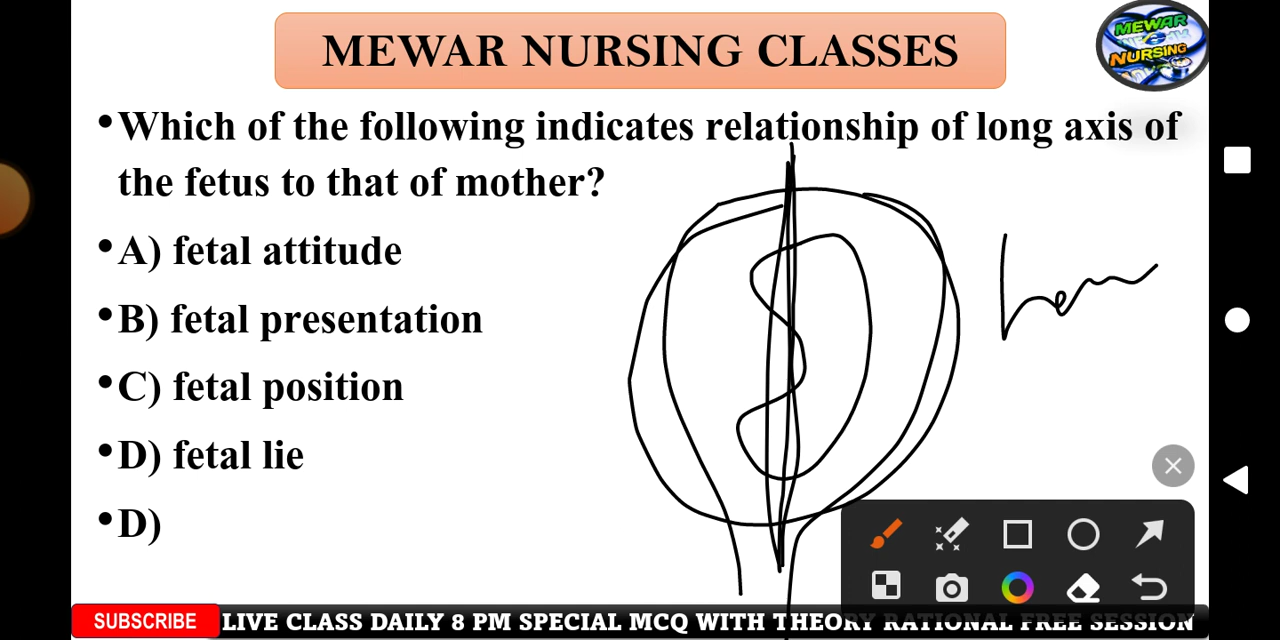 MEWAR NURSING CLASSES
MEWAR
NURSING
•Which of the following indicates relationship of long axis of
the fetus to that of mother?
•A) fetal attitude
•B) fetal presentation
•C) fetal position
•D) fetal lie
•D)
SUBSCRIBE LIVE CLASS DAILY 8 PM SPECIAL MCQ WITH THEORY RATIONAL FREE SESSION